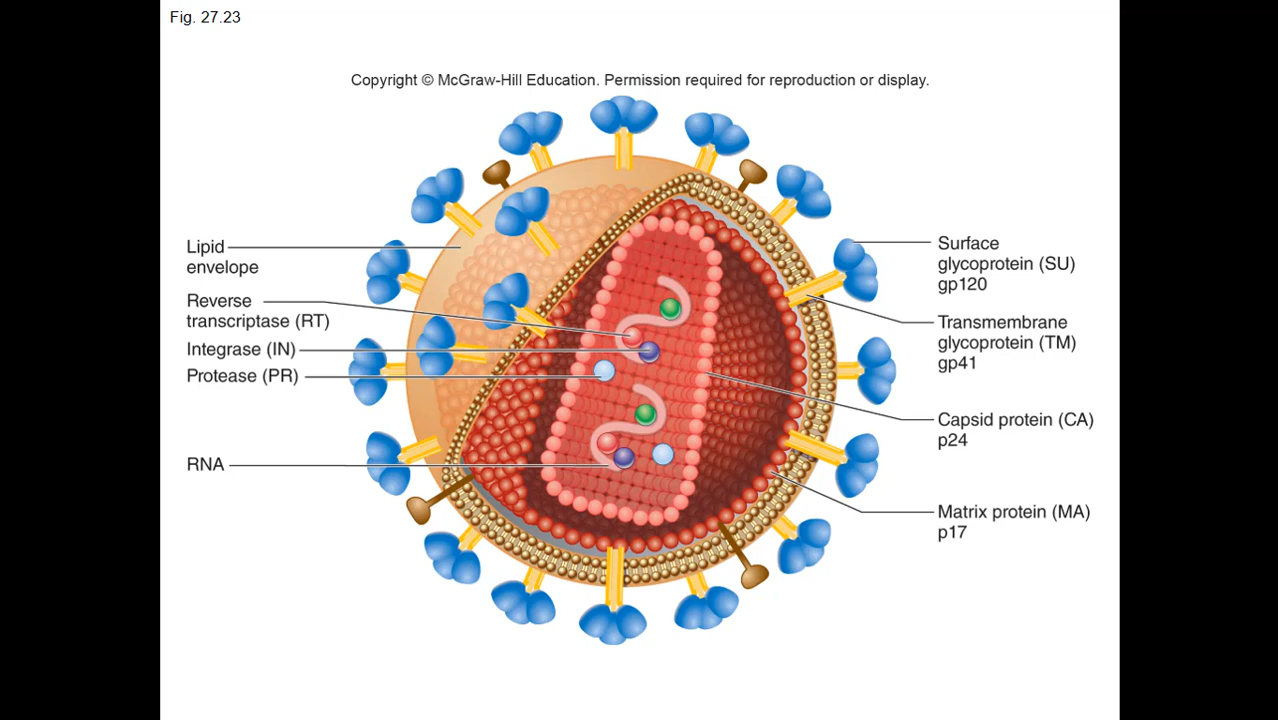 Fig. 27.23
Copyright © McGraw-Hill Education. Permission required for reproduction or display.
Lipid
envelope
Reverse
transcriptase (RT)
Integrase (IN)
Protease (PR)
RNA
Surface
glycoprotein (SU)
gp120
Transmembrane
glycoprotein (TM)
gp41
Capsid protein (CA)
p24
Matrix protein (MA)
p17